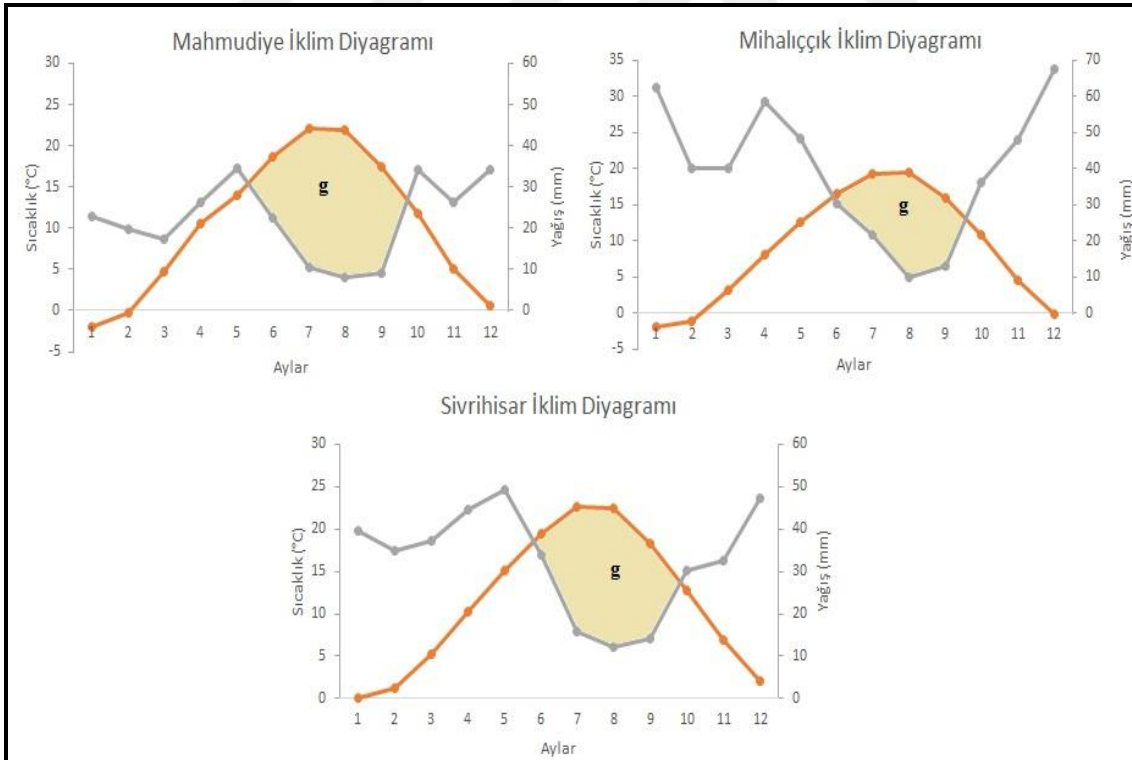 Mahmudiye İklim Diyagramı
30 60
25 50
20 40
15 30
10 20
5 10
0 0
-5
g
Sıcaklık (°C)
Yağış (mm)
1 2 3 4 5 6 7 8 9 10 11 12
Aylar
Mihalıççık İklim Diyagramı
35 70
30 60
25 50
20 40
15 30
10 20
5 10
0 0
-5
g
Sıcaklık (°C)
Yağış (mm)
1 2 3 4 5 6 7 8 9 10 11 12
Aylar
Sivrihisar İklim Diyagramı
30 60
25 50
20 40
15 30
10 20
5 10
0 0
g
Sıcaklık (°C)
Yağış (mm)
1 2 3 4 5 6 7 8 9 10 11 12
Aylar